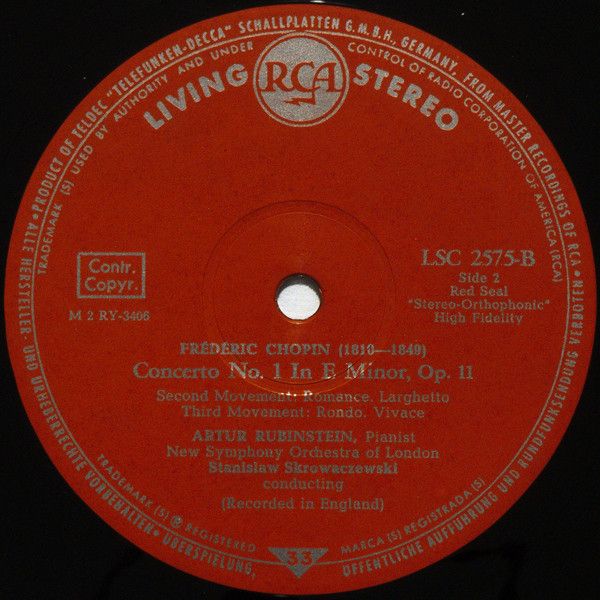 PRODUCT OF TELDEC "TELEFUNKEN-DECCA" SCHALLPLATTEN G.M.B.H., GERMANY, FROM MASTER RECORDINGS OF RCA •
TRADEMARK (S) USED BY AUTHORITY AND UNDER CONTROL OF RADIO CORPORATION OF AMERICA (RCA)
LIVING RCA STEREO
Contr.
Copyr.
M 2 RY-3406
LSC 2575-B
Side 2
Red Seal
"Stereo-Orthophonic"
High Fidelity
FRÉDÉRIC CHOPIN (1810—1849)
Concerto No. 1 In E Minor, Op. 11
Second Movement: Romance. Larghetto
Third Movement: Rondo. Vivace
ARTUR RUBINSTEIN, Pianist
New Symphony Orchestra of London
Stanislaw Skrowaczewski
conducting
(Recorded in England)
TRADEMARK (S) ® REGISTERED
33
MARCA (S) REGISTRADA (S)
• ALLE HERSTELLER- UND URHEBERRECHTE VORBEHALTEN • ÜBERSPIELUNG, ÖFFENTLICHE AUFFÜHRUNG UND RUNDFUNKSENDUNG VERBOTEN